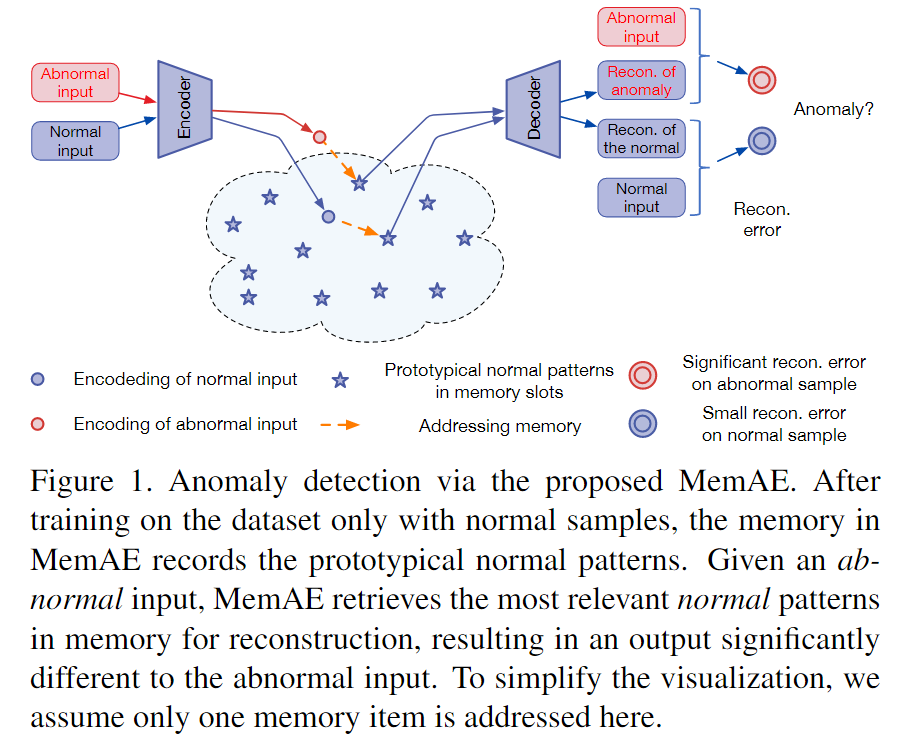 Abnormal
input
Normal
input
Encoder
Decoder
Abnormal
input
Recon. of
anomaly
Recon. of
the normal
Normal
input
Anomaly?
Recon.
error
Encodeding of normal input
Prototypical normal patterns
in memory slots
Significant recon. error
on abnormal sample
Encoding of abnormal input
Addressing memory
Small recon. error
on normal sample
Figure 1. Anomaly detection via the proposed MemAE. After
training on the dataset only with normal samples, the memory in
MemAE records the prototypical normal patterns. Given an ab-
normal input, MemAE retrieves the most relevant normal patterns
in memory for reconstruction, resulting in an output significantly
different to the abnormal input. To simplify the visualization, we
assume only one memory item is addressed here.